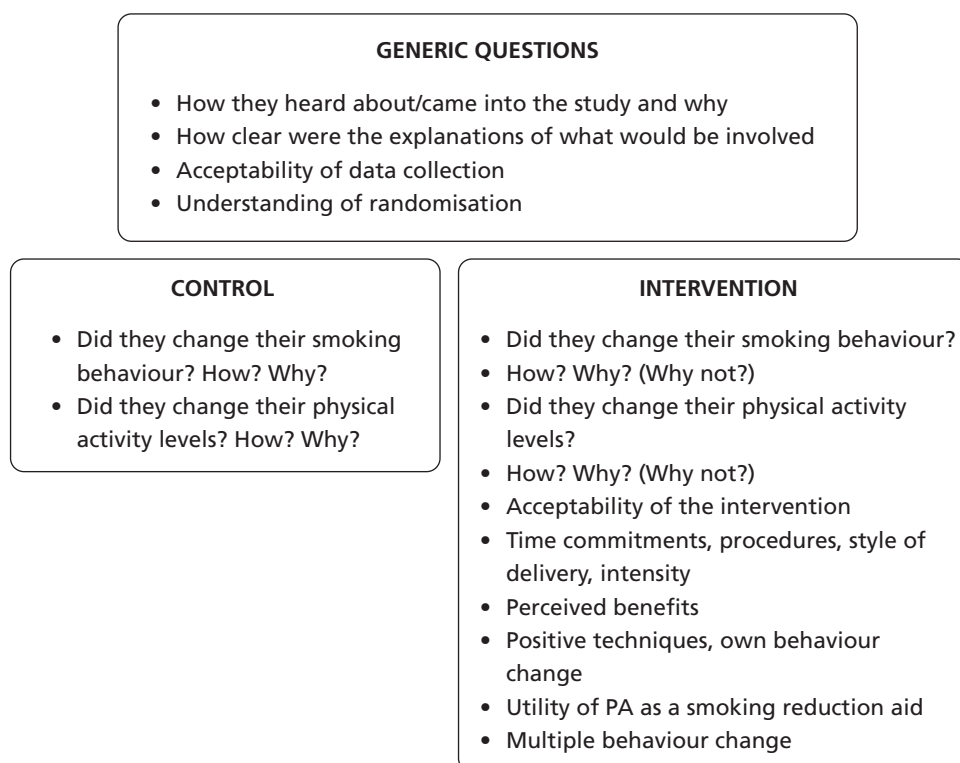 GENERIC QUESTIONS
• How they heard about/came into the study and why
• How clear were the explanations of what would be involved
• Acceptability of data collection
• Understanding of randomisation
CONTROL
• Did they change their smoking
behaviour? How? Why?
• Did they change their physical
activity levels? How? Why?
INTERVENTION
• Did they change their smoking behaviour?
• How? Why? (Why not?)
• Did they change their physical activity
levels?
• How? Why? (Why not?)
• Acceptability of the intervention
• Time commitments, procedures, style of
delivery, intensity
• Perceived benefits
• Positive techniques, own behaviour
change
• Utility of PA as a smoking reduction aid
• Multiple behaviour change